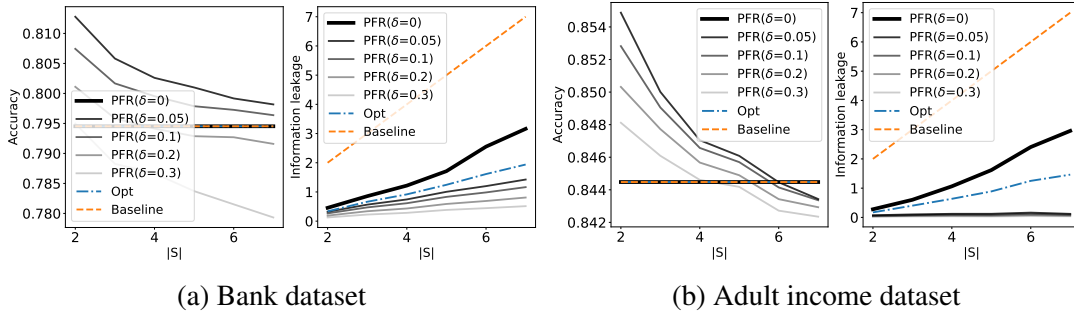 0.810
0.805
0.800
0.795
0.790
0.785
0.780
Accuracy
2
4
6
|S|
PFR(δ=0)
PFR(δ=0.05)
PFR(δ=0.1)
PFR(δ=0.2)
PFR(δ=0.3)
Opt
Baseline
7
6
5
4
3
2
1
0
Information leakage
2
4
6
|S|
PFR(δ=0)
PFR(δ=0.05)
PFR(δ=0.1)
PFR(δ=0.2)
PFR(δ=0.3)
Opt
Baseline
(a) Bank dataset
0.854
0.852
0.850
0.848
0.846
0.844
0.842
Accuracy
2
4
6
|S|
PFR(δ=0)
PFR(δ=0.05)
PFR(δ=0.1)
PFR(δ=0.2)
PFR(δ=0.3)
Opt
Baseline
7
6
5
4
3
2
1
0
Information leakage
2
4
6
|S|
PFR(δ=0)
PFR(δ=0.05)
PFR(δ=0.1)
PFR(δ=0.2)
PFR(δ=0.3)
Opt
Baseline
(b) Adult income dataset